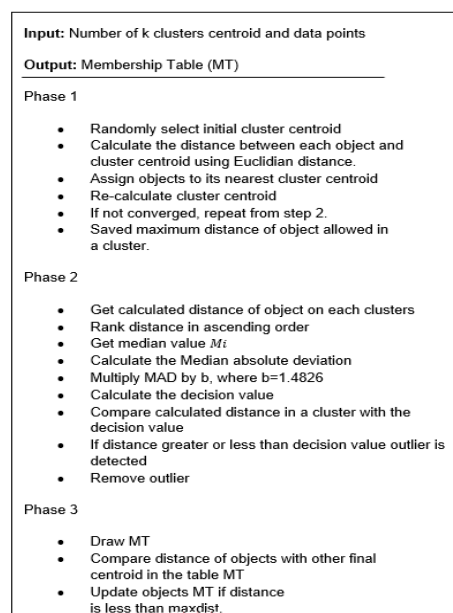 Input: Number of k clusters centroid and data points
Output: Membership Table (MT)
Phase 1
• Randomly select initial cluster centroid
• Calculate the distance between each object and
cluster centroid using Euclidian distance.
• Assign objects to its nearest cluster centroid
• Re-calculate cluster centroid
• If not converged, repeat from step 2.
• Saved maximum distance of object allowed in
a cluster.
Phase 2
• Get calculated distance of object on each clusters
• Rank distance in ascending order
• Get median value Mi
• Calculate the Median absolute deviation
• Multiply MAD by b, where b=1.4826
• Calculate the decision value
• Compare calculated distance in a cluster with the
decision value
• If distance greater or less than decision value outlier is
detected
• Remove outlier
Phase 3
• Draw MT
• Compare distance of objects with other final
centroid in the table MT
• Update objects MT if distance
is less than maxdist.